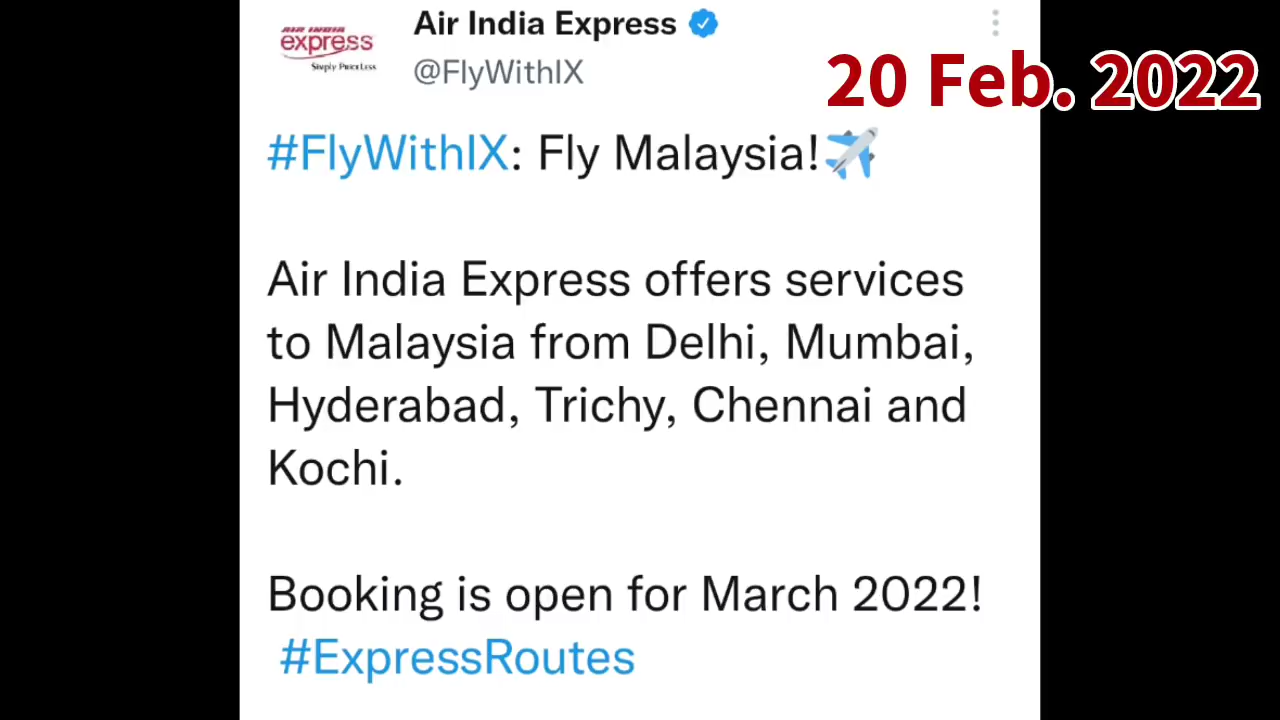 AIR INDIA
express
Simply PriceLess
Air India Express
@FlyWithIX
20 Feb. 2022
#FlyWithIX: Fly Malaysia!
Air India Express offers services
to Malaysia from Delhi, Mumbai,
Hyderabad, Trichy, Chennai and
Kochi.
Booking is open for March 2022!
#ExpressRoutes